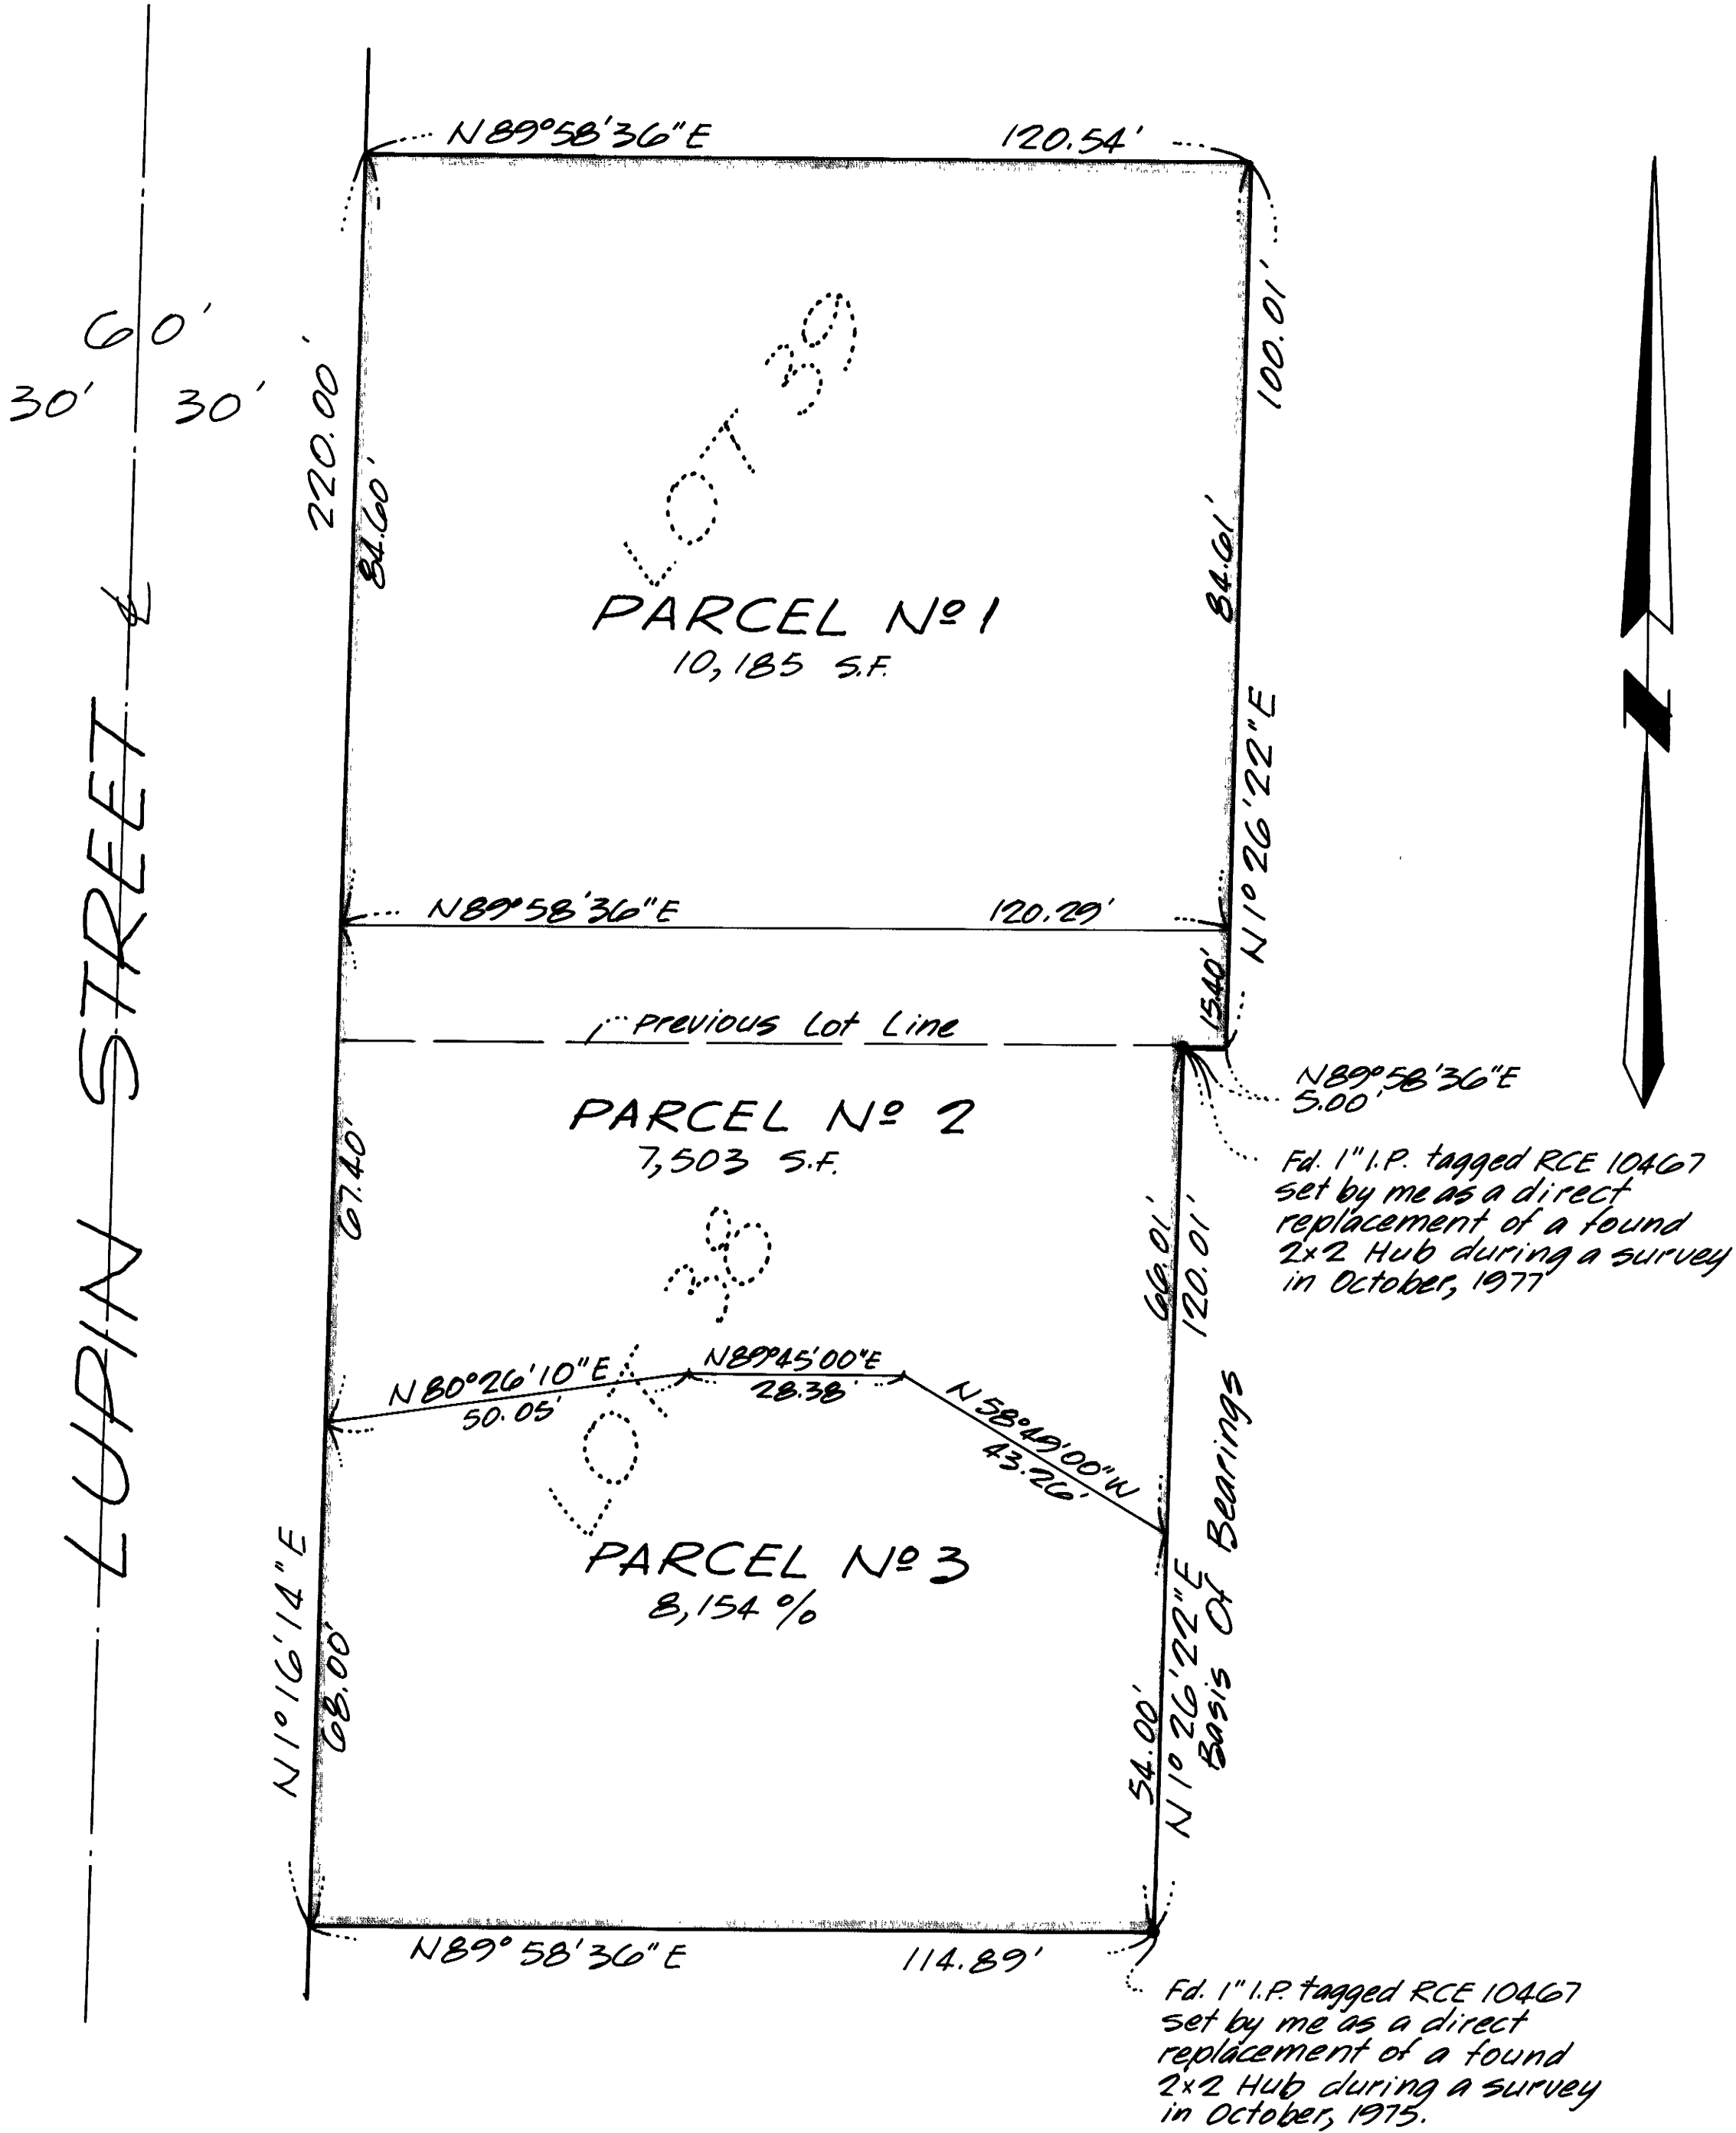 N89°58'36"E 120.54'
60'
30' 30'
220.00'
84.60'
LOT 39
100.01'
84.61'
PARCEL Nº 1
10,185 S.F.
N1°26'22"E
LUPIN STREET ℄
N89°58'36"E 120.29'
15.40'
Previous Lot Line
N
N89°58'36"E
5.00'
PARCEL Nº 2
7,503 S.F.
67.40'
66.01'
120.01'
Fd. 1" I.P. tagged RCE 10467
set by me as a direct
replacement of a found
2x2 Hub during a survey
in October, 1977
LOT 38
N80°26'10"E
50.05'
N89°45'00"E
28.38'
N58°49'00"W
43.26'
PARCEL Nº 3
8,154 %
N1°16'14"E
68.00'
54.00'
N1°26'22"E
Basis Of Bearings
N89°58'36"E 114.89'
Fd. 1" I.P. tagged RCE 10467
set by me as a direct
replacement of a found
2x2 Hub during a survey
in October, 1975.